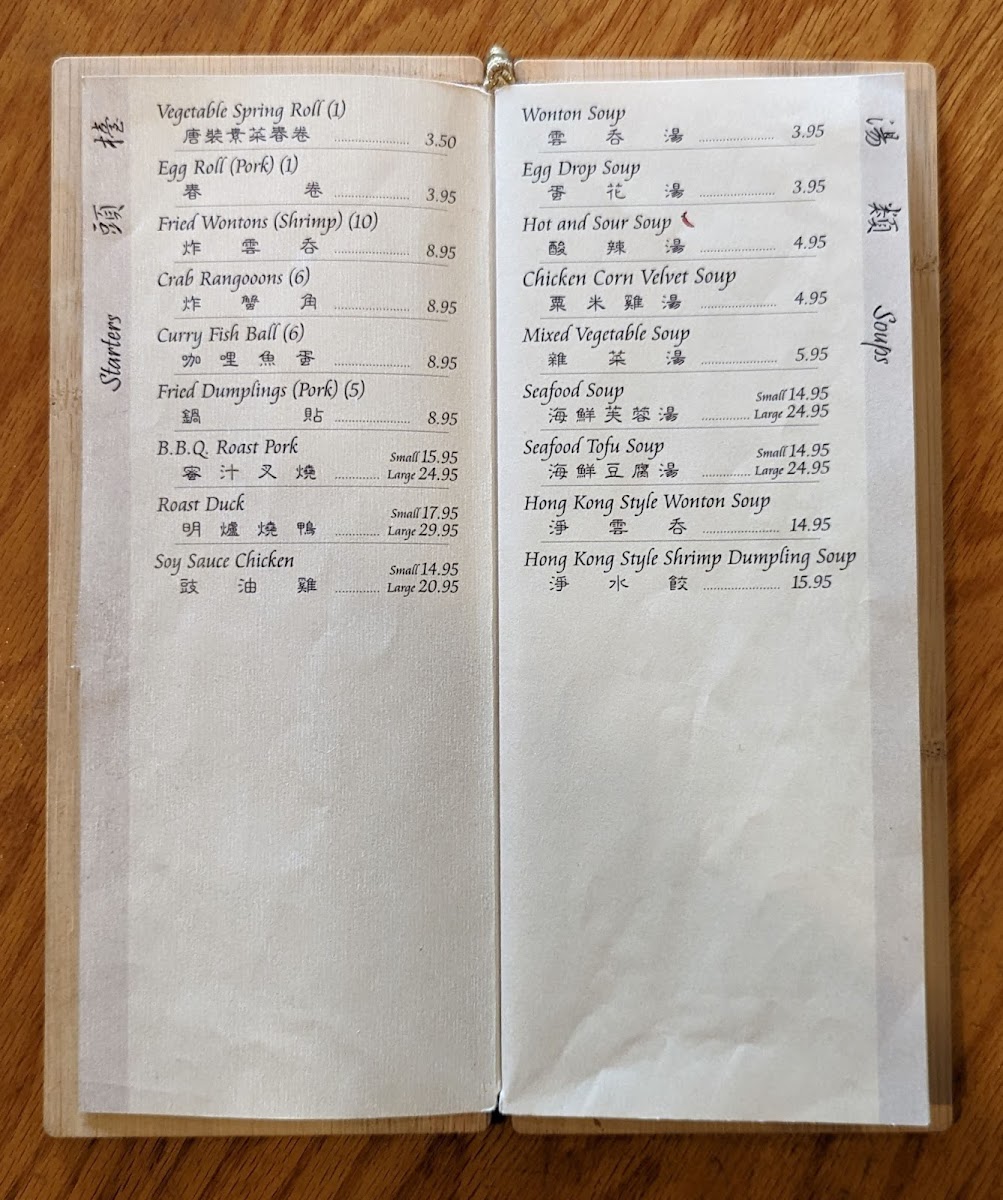 檯頭 Starters
Vegetable Spring Roll (1)
唐裝素菜春卷 3.50
Egg Roll (Pork) (1)
春卷 3.95
Fried Wontons (Shrimp) (10)
炸雲吞 8.95
Crab Rangooons (6)
炸蟹角 8.95
Curry Fish Ball (6)
咖哩魚蛋 8.95
Fried Dumplings (Pork) (5)
鍋貼 8.95
B.B.Q. Roast Pork
Small 15.95
蜜汁叉燒 Large 24.95
Roast Duck
Small 17.95
明爐燒鴨 Large 29.95
Soy Sauce Chicken
Small 14.95
豉油雞 Large 20.95
湯類 Soups
Wonton Soup
雲吞湯 3.95
Egg Drop Soup
蛋花湯 3.95
Hot and Sour Soup
酸辣湯 4.95
Chicken Corn Velvet Soup
粟米雞湯 4.95
Mixed Vegetable Soup
雜菜湯 5.95
Seafood Soup
Small 14.95
海鮮芙蓉湯 Large 24.95
Seafood Tofu Soup
Small 14.95
海鮮豆腐湯 Large 24.95
Hong Kong Style Wonton Soup
淨雲吞 14.95
Hong Kong Style Shrimp Dumpling Soup
淨水餃 15.95